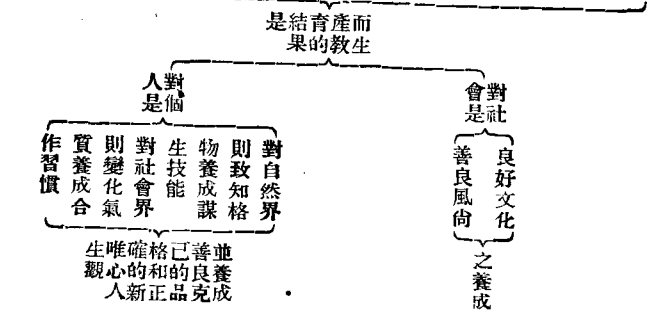 而生
產教
育的
結果
是
對社
會是
良好文化
善良風尚
之養成
對個
人是
對自然界
則致知格
物養成謀
生技能
對社會界
則變化氣
質養成合
作習慣
並養成
善良克
已的品
格和正
確的新
唯心人
生觀